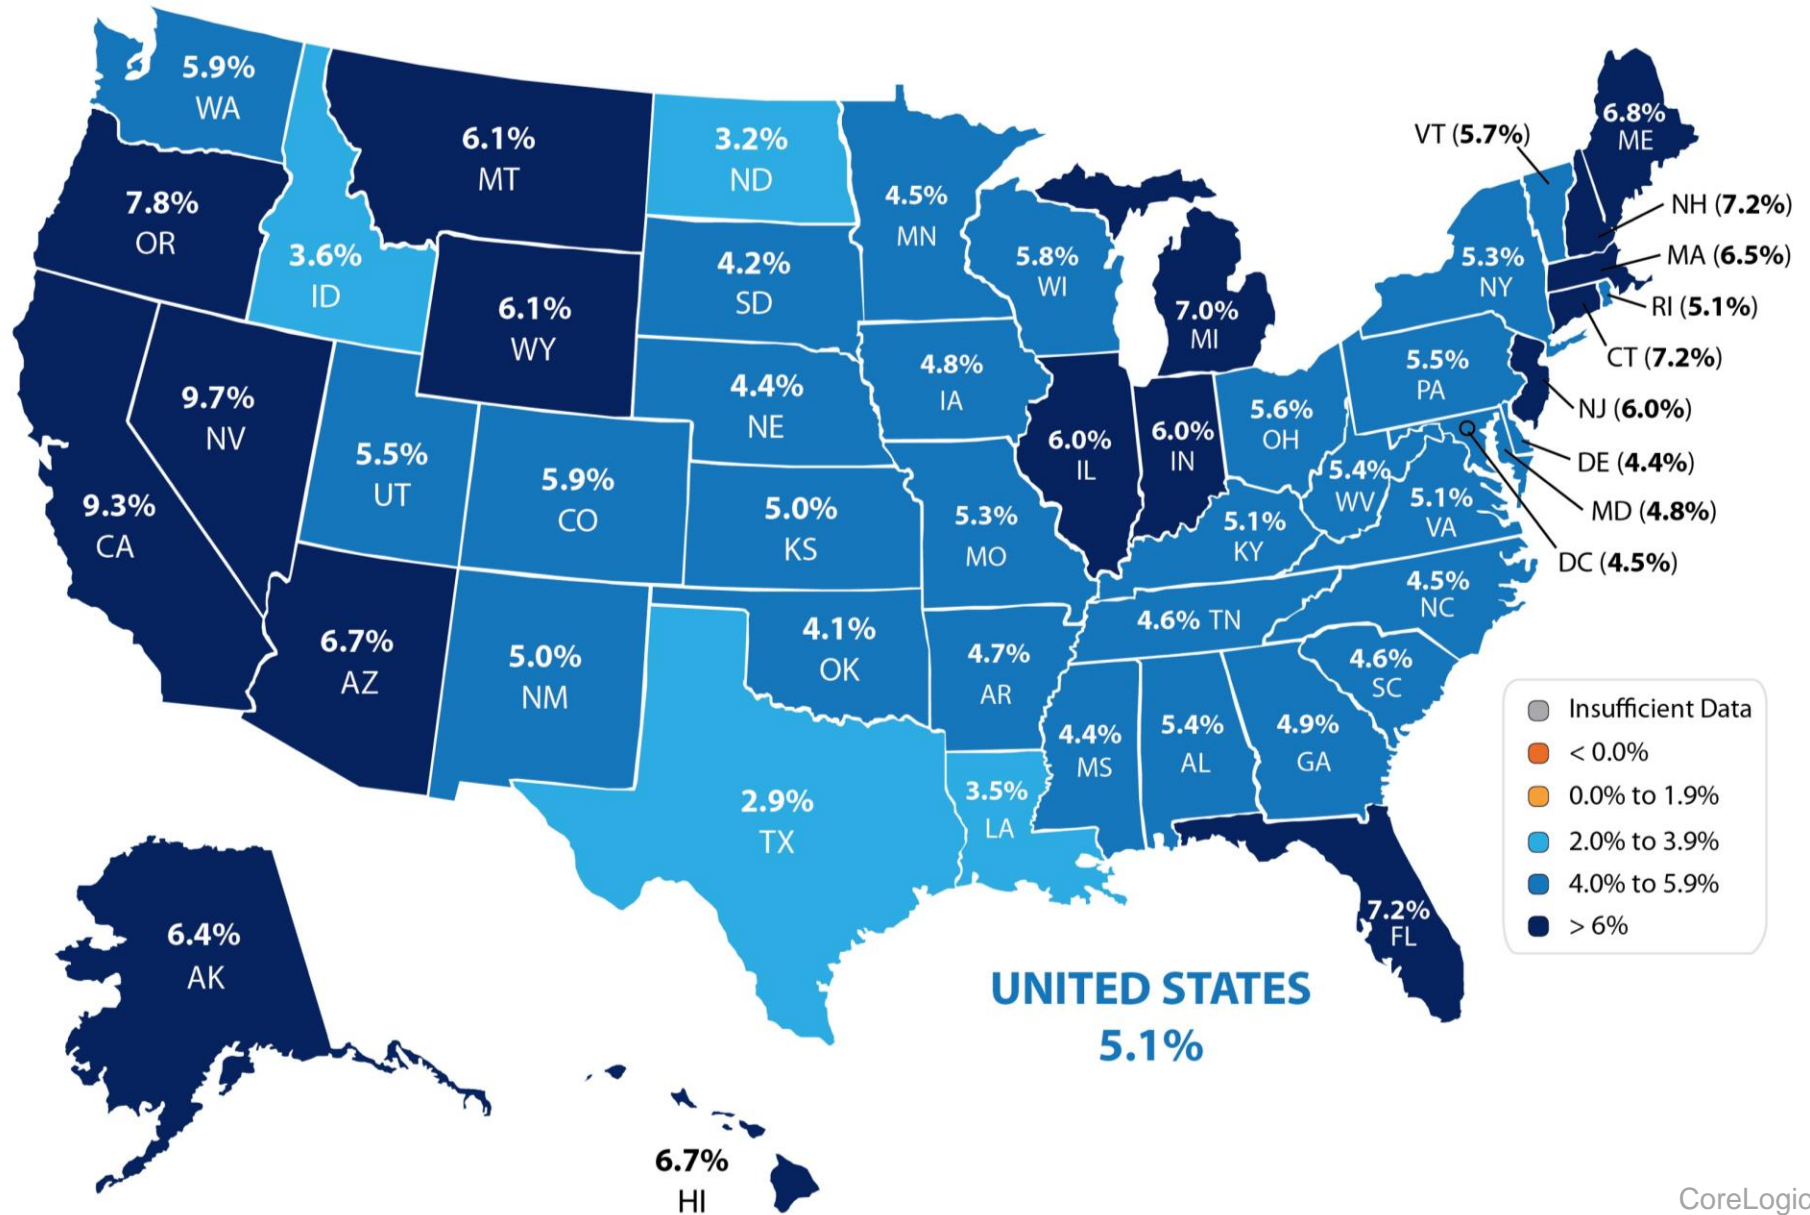 5.9%
WA
6.1%
MT
3.2%
ND
4.5%
MN
7.8%
OR
3.6%
ID
6.1%
WY
4.2%
SD
5.8%
WI
7.0%
MI
5.3%
NY
VT (5.7%)
6.8%
ME
NH (7.2%)
MA (6.5%)
RI (5.1%)
CT (7.2%)
NJ (6.0%)
DE (4.4%)
MD (4.8%)
DC (4.5%)
9.7%
NV
9.3%
CA
5.5%
UT
5.9%
CO
4.4%
NE
4.8%
IA
6.0%
IL
6.0%
IN
5.6%
OH
5.5%
PA
5.4%
WV
5.1%
VA
5.1%
KY
5.0%
KS
5.3%
MO
6.7%
AZ
5.0%
NM
4.1%
OK
4.7%
AR
4.6% TN
4.5%
NC
4.6%
SC
2.9%
TX
3.5%
LA
4.4%
MS
5.4%
AL
4.9%
GA
7.2%
FL
6.4%
AK
6.7%
HI
UNITED STATES
5.1%
Insufficient Data
< 0.0%
0.0% to 1.9%
2.0% to 3.9%
4.0% to 5.9%
> 6%
CoreLogic